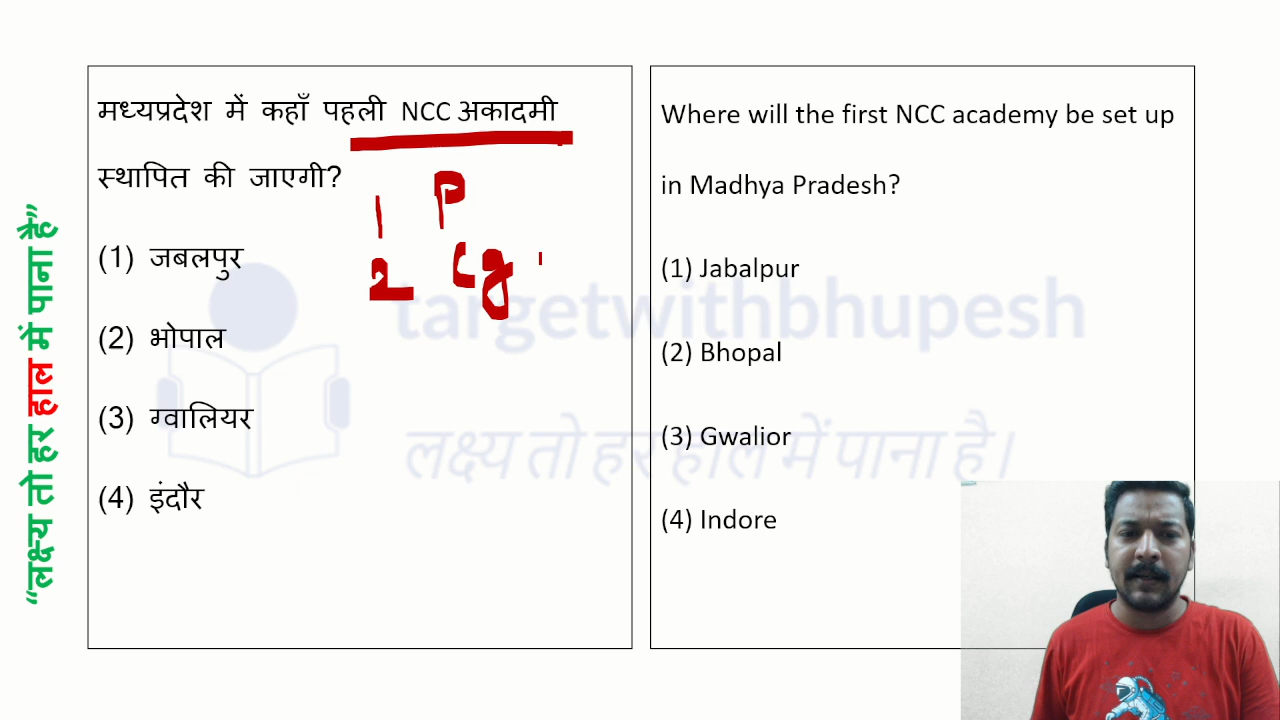 मध्यप्रदेश में कहाँ पहली NCC अकादमी
स्थापित की जाएगी?
(1) जबलपुर
(2) भोपाल
(3) ग्वालियर
(4) इंदौर
1 P
2
Where will the first NCC academy be set up
in Madhya Pradesh?
(1) Jabalpur
(2) Bhopal
(3) Gwalior
(4) Indore
targetwithbhupesh
लक्ष्य तो हर हाल में पाना है।
“लक्ष्य तो हर हाल में पाना है”